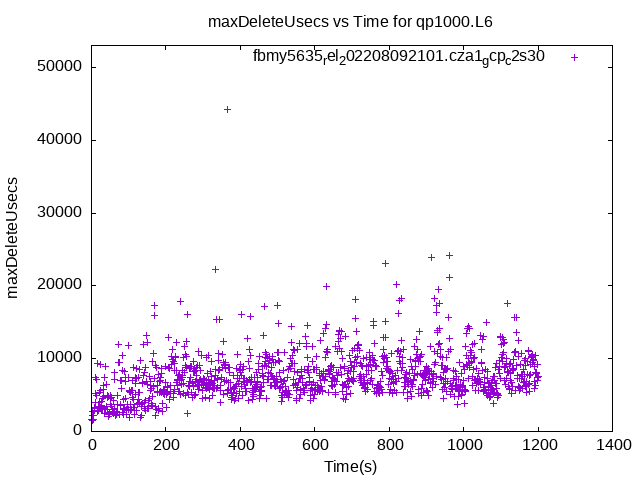 maxDeleteUsecs vs Time for qp1000.L6
fbmy5635rel202208092101.cza1gcpc2s30
50000
40000
30000
20000
10000
0
maxDeleteUsecs
0 200 400 600 800 1000 1200 1400
Time(s)